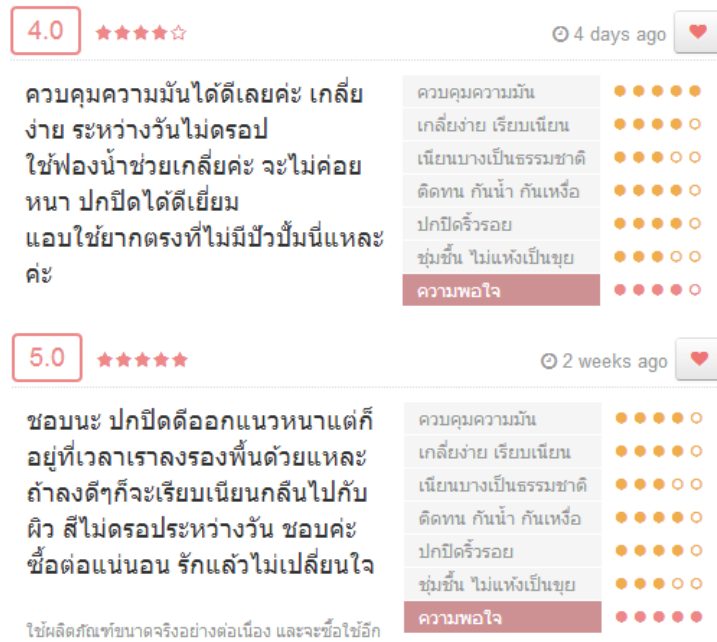 4.0
4 days ago
ควบคุมความมันได้ดีเลยค่ะ เกลี่ย
ง่าย ระหว่างวันไม่ดรอป
ใช้ฟองน้ำช่วยเกลี่ยค่ะ จะไม่ค่อย
หนา ปกปิดได้ดีเยี่ยม
แอบใช้ยากตรงที่ไม่มีปัวปั้มนี่แหละ
ค่ะ
ควบคุมความมัน
เกลี่ยง่าย เรียบเนียน
เนียนบางเป็นธรรมชาติ
ติดทน กันน้ำ กันเหงื่อ
ปกปิดริ้วรอย
ชุ่มชื้น ไม่แห้งเป็นขุย
ความพอใจ
5.0
2 weeks ago
ชอบนะ ปกปิดดีออกแนวหนาแต่ก็
อยู่ที่เวลาเราลงรองพื้นด้วยแหละ
ถ้าลงดีๆก็จะเรียบเนียนกลืนไปกับ
ผิว สีไม่ดรอประหว่างวัน ชอบค่ะ
ซื้อต่อแน่นอน รักแล้วไม่เปลี่ยนใจ
ใช้ผลิตภัณฑ์ขนาดจริงอย่างต่อเนื่อง และจะซื้อใช้อีก
ควบคุมความมัน
เกลี่ยง่าย เรียบเนียน
เนียนบางเป็นธรรมชาติ
ติดทน กันน้ำ กันเหงื่อ
ปกปิดริ้วรอย
ชุ่มชื้น ไม่แห้งเป็นขุย
ความพอใจ